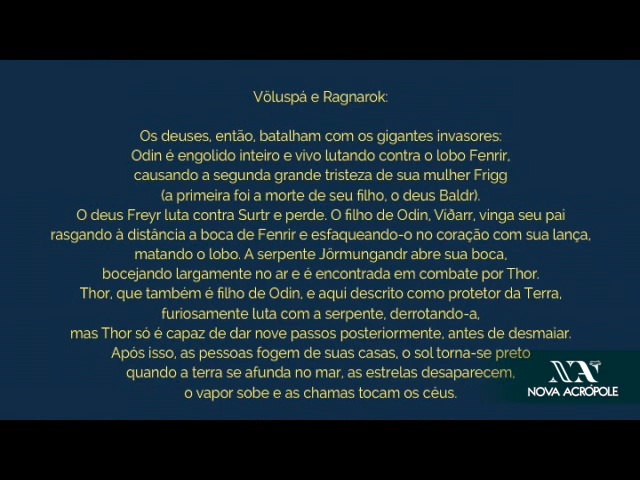 Völuspá e Ragnarok:
Os deuses, então, batalham com os gigantes invasores:
Odin é engolido inteiro e vivo lutando contra o lobo Fenrir,
causando a segunda grande tristeza de sua mulher Frigg
(a primeira foi a morte de seu filho, o deus Baldr).
O deus Freyr luta contra Surtr e perde. O filho de Odin, Víðarr, vinga seu pai
rasgando à distância a boca de Fenrir e esfaqueando-o no coração com sua lança,
matando o lobo. A serpente Jörmungandr abre sua boca,
bocejando largamente no ar e é encontrada em combate por Thor.
Thor, que também é filho de Odin, e aqui descrito como protetor da Terra,
furiosamente luta com a serpente, derrotando-a,
mas Thor só é capaz de dar nove passos posteriormente, antes de desmaiar.
Após isso, as pessoas fogem de suas casas, o sol torna-se preto
quando a terra se afunda no mar, as estrelas desaparecem,
o vapor sobe e as chamas tocam os céus.
NA
NOVA ACRÓPOLE